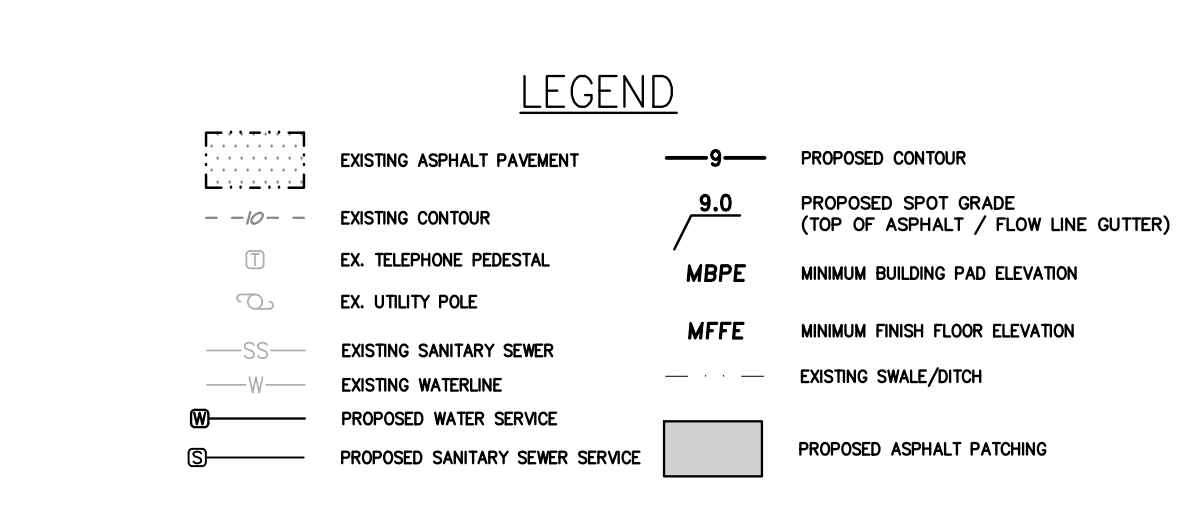 LEGEND
EXISTING ASPHALT PAVEMENT
10 EXISTING CONTOUR
T EX. TELEPHONE PEDESTAL
EX. UTILITY POLE
SS EXISTING SANITARY SEWER
W EXISTING WATERLINE
W PROPOSED WATER SERVICE
S PROPOSED SANITARY SEWER SERVICE
9 PROPOSED CONTOUR
9.0 PROPOSED SPOT GRADE
(TOP OF ASPHALT / FLOW LINE GUTTER)
MBPE MINIMUM BUILDING PAD ELEVATION
MFFE MINIMUM FINISH FLOOR ELEVATION
EXISTING SWALE/DITCH
PROPOSED ASPHALT PATCHING